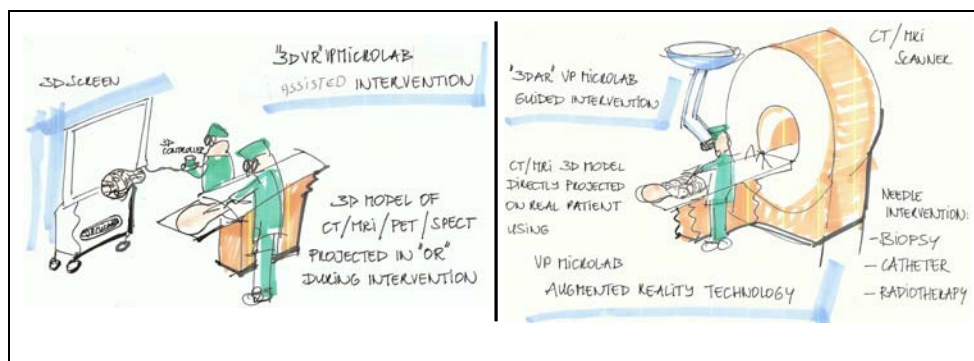 "3DVR" VP MICROLAB
ASSISTED INTERVENTION
3D SCREEN
3D
CONTROLLER
3D MODEL OF
CT/MRi/PET/SPECT
PROJECTED IN "OR"
DURING INTERVENTION
CT/MRi
SCANNER
"3DAR" VP MICROLAB
GUIDED INTERVENTION
CT/MRi 3D MODEL
DIRECTLY PROJECTED
ON REAL PATIENT
USING
VP MICROLAB
AUGMENTED REALITY TECHNOLOGY
NEEDLE
INTERVENTION:
- BIOPSY
- CATHETER
- RADIOTHERAPY